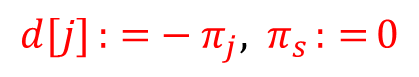 d[j] : = − π_j, π_s : = 0